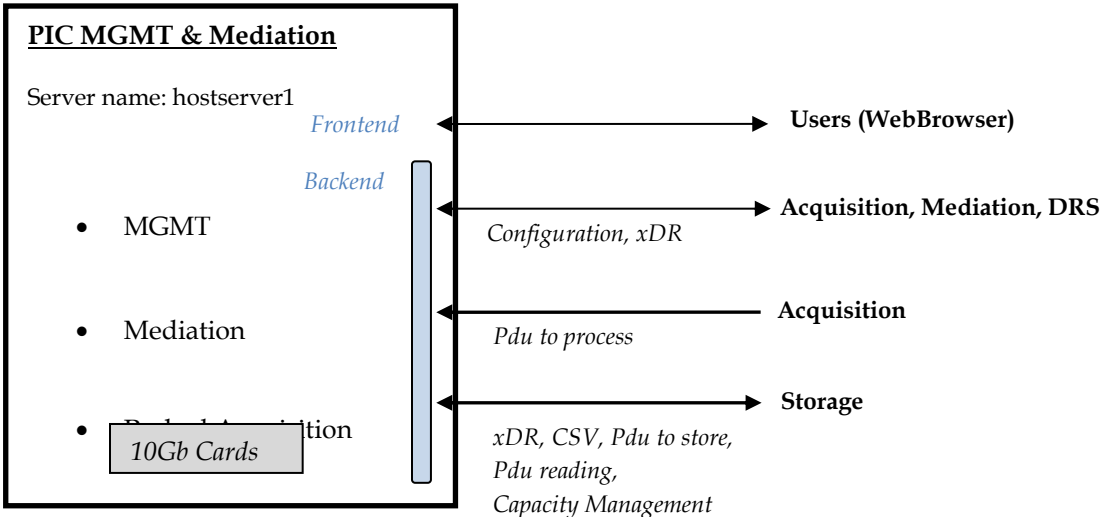 PIC MGMT & Mediation
Server name: hostserver1
Frontend
Users (WebBrowser)
Backend
• MGMT
Acquisition, Mediation, DRS
Configuration, xDR
• Mediation
Acquisition
Pdu to process
•
10Gb Cards
Storage
xDR, CSV, Pdu to store,
Pdu reading,
Capacity Management